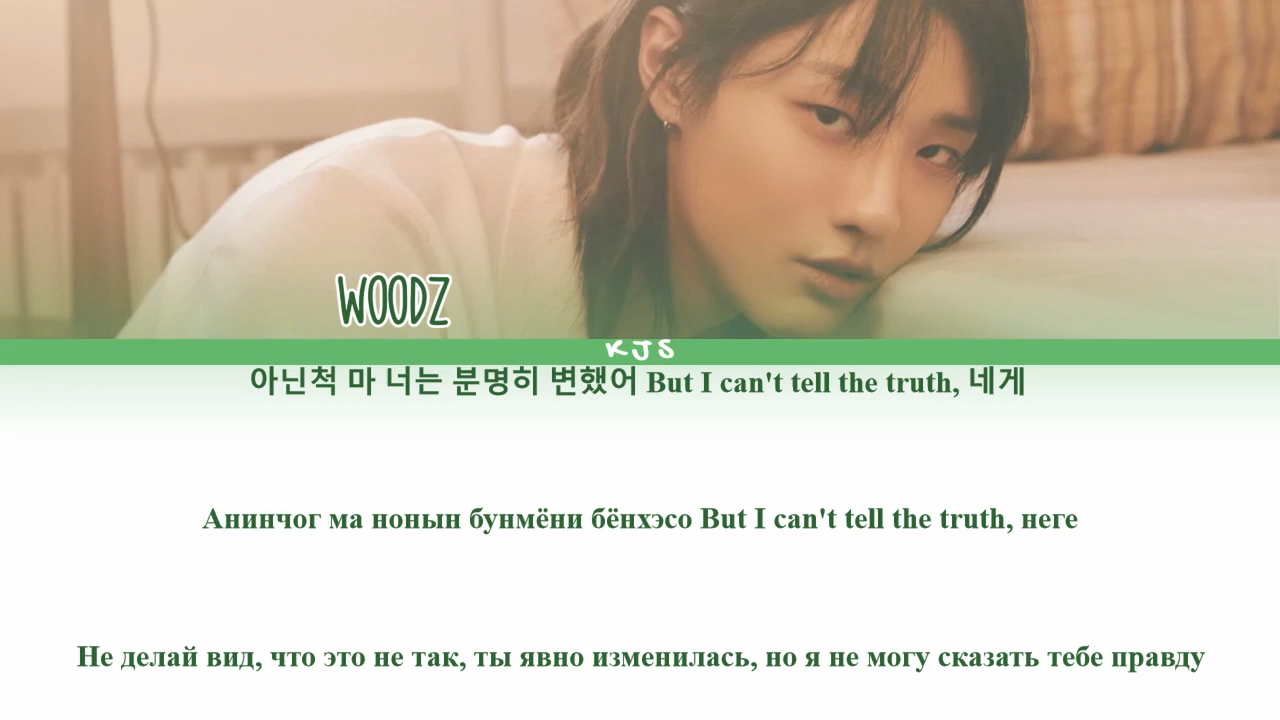 WOODZ
KJS
아닌척 마 너는 분명히 변했어 But I can't tell the truth, 네게
Анинчог ма нонын бунмёни бёнхэсо But I can't tell the truth, неге
Не делай вид, что это не так, ты явно изменилась, но я не могу сказать тебе правду